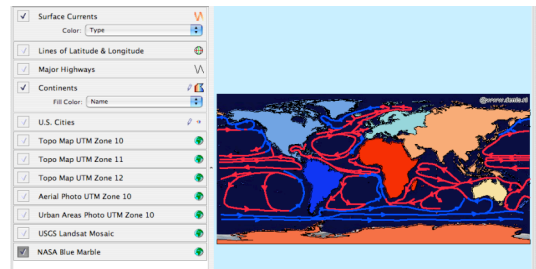 Surface Currents
Color: Type
Lines of Latitude & Longitude
Major Highways
Continents
Fill Color: Name
U.S. Cities
Topo Map UTM Zone 10
Topo Map UTM Zone 11
Topo Map UTM Zone 12
Aerial Photo UTM Zone 10
Urban Areas Photo UTM Zone 10
USGS Landsat Mosaic
NASA Blue Marble